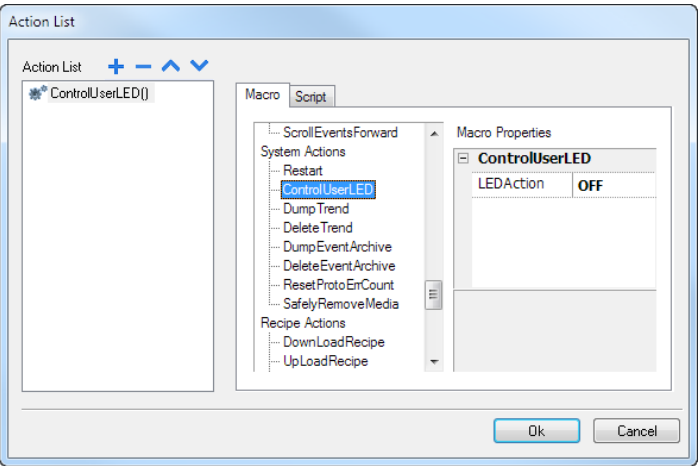 Action List
Action List
ControlUserLED()
Macro
Script
ScrollEventsForward
System Actions
Restart
ControlUserLED
DumpTrend
DeleteTrend
DumpEventArchive
DeleteEventArchive
ResetProtoErrCount
SafelyRemoveMedia
Recipe Actions
DownLoadRecipe
UpLoadRecipe
Macro Properties
ControlUserLED
LEDAction OFF
Ok
Cancel